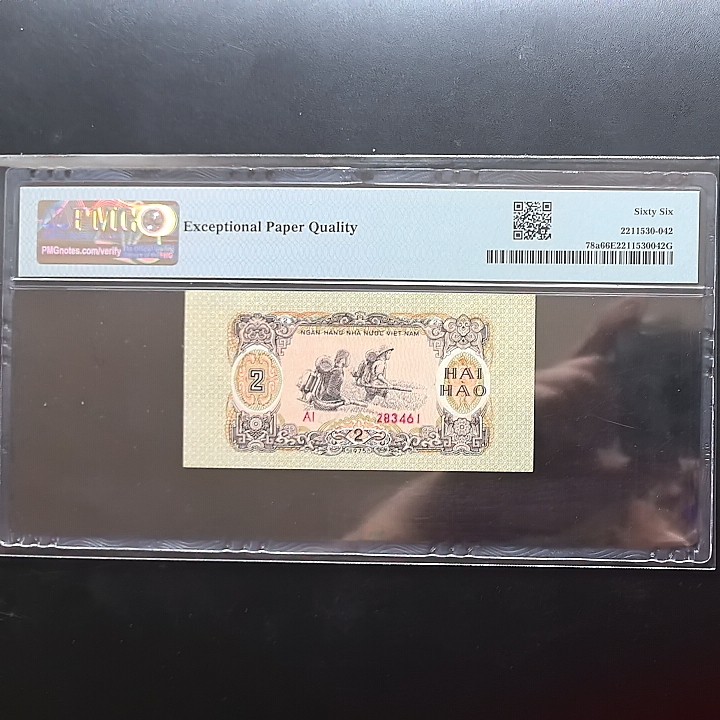 PMG
PMGnotes.com/verify
Exceptional Paper Quality
Sixty Six
2211530-042
78a66E2211530042G
NGÂN HÀNG NHÀ NƯỚC VIỆT NAM
2
HAI
HÀO
AI 283461
2
1975